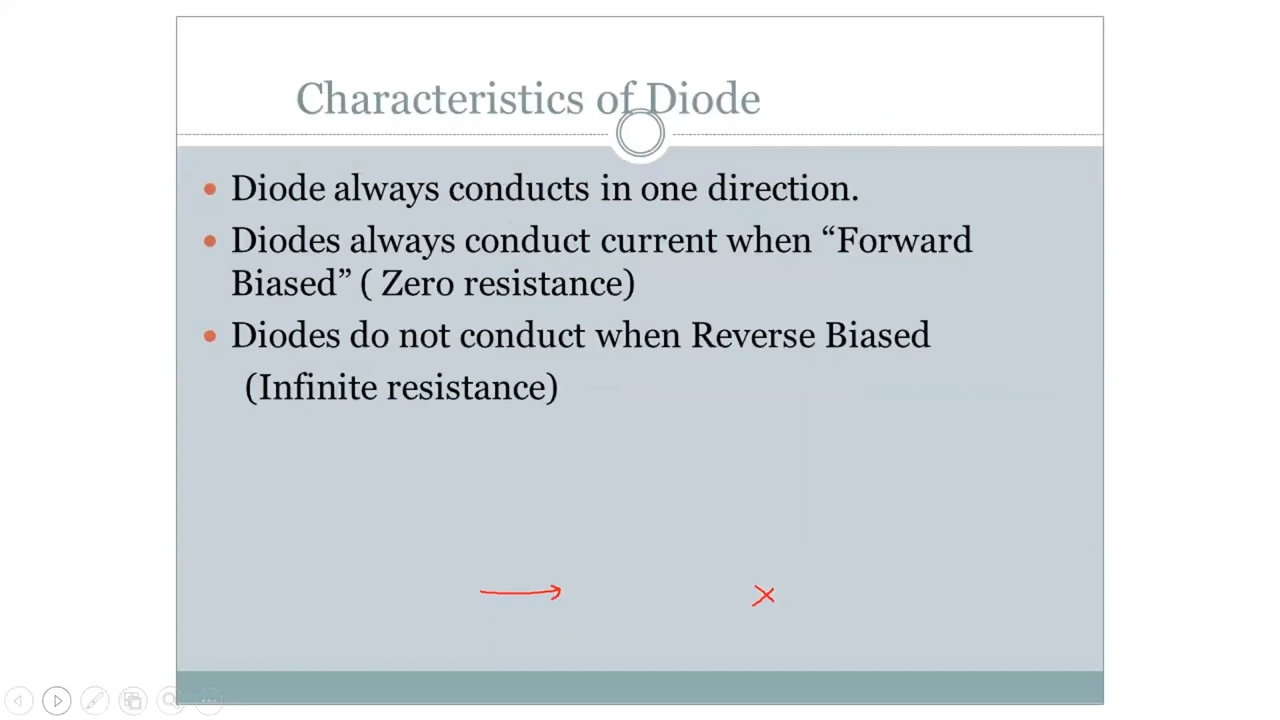 Characteristics of Diode
• Diode always conducts in one direction.
• Diodes always conduct current when “Forward
Biased” ( Zero resistance)
• Diodes do not conduct when Reverse Biased
(Infinite resistance)